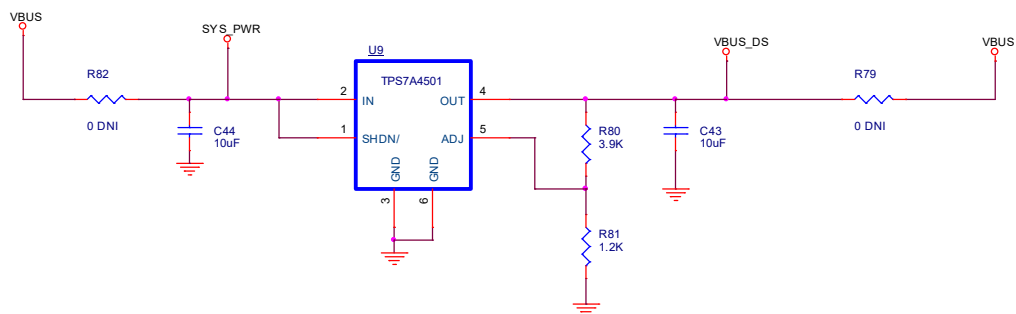 VBUS
SYS_PWR
VBUS_DS
VBUS
R82
0 DNI
C44
10uF
U9
TPS7A4501
2
IN
1
SHDN/
OUT
4
ADJ
5
GND
3
GND
6
R80
3.9K
R81
1.2K
C43
10uF
R79
0 DNI